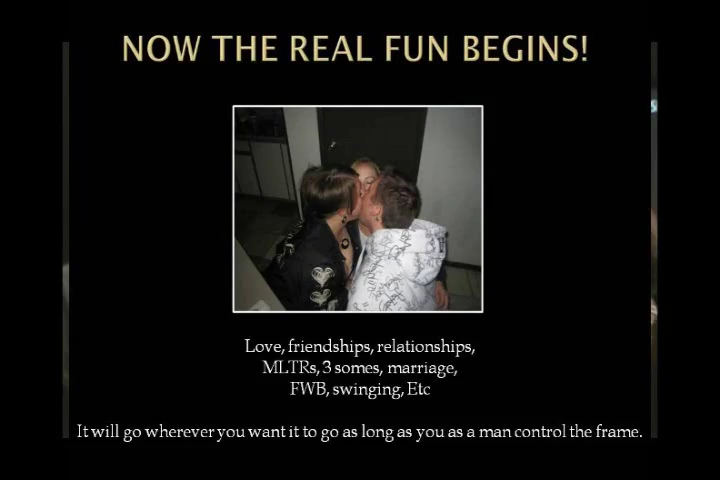 NOW THE REAL FUN BEGINS!
Love, friendships, relationships,
MLTRs, 3 somes, marriage,
FWB, swinging, Etc
It will go wherever you want it to go as long as you as a man control the frame.